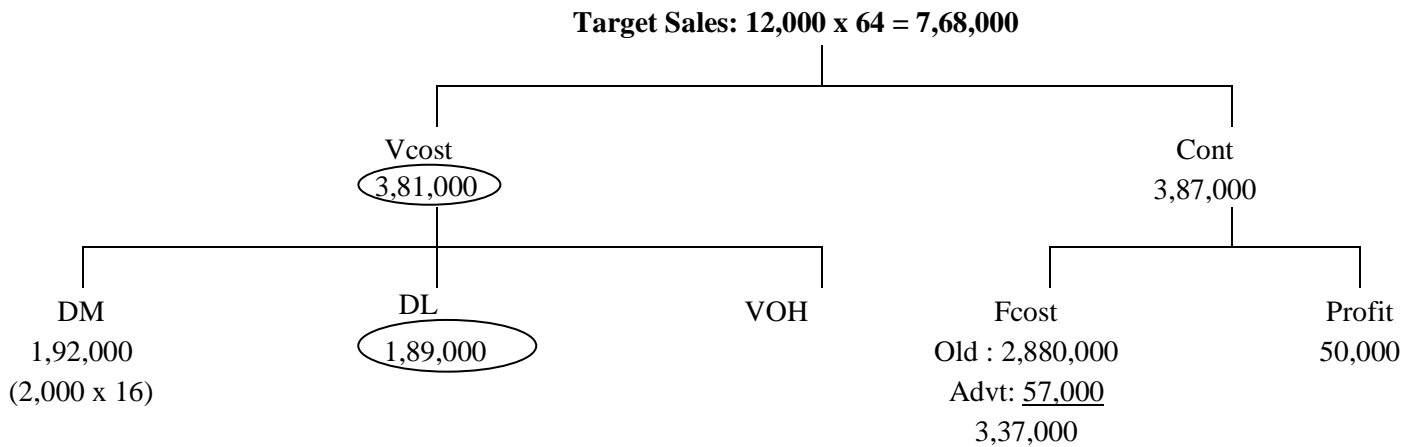 Target Sales: 12,000 x 64 = 7,68,000
Vcost
3,81,000
Cont
3,87,000
DM
1,92,000
(2,000 x 16)
DL
1,89,000
VOH
Fcost
Old : 2,880,000
Advt: 57,000
3,37,000
Profit
50,000